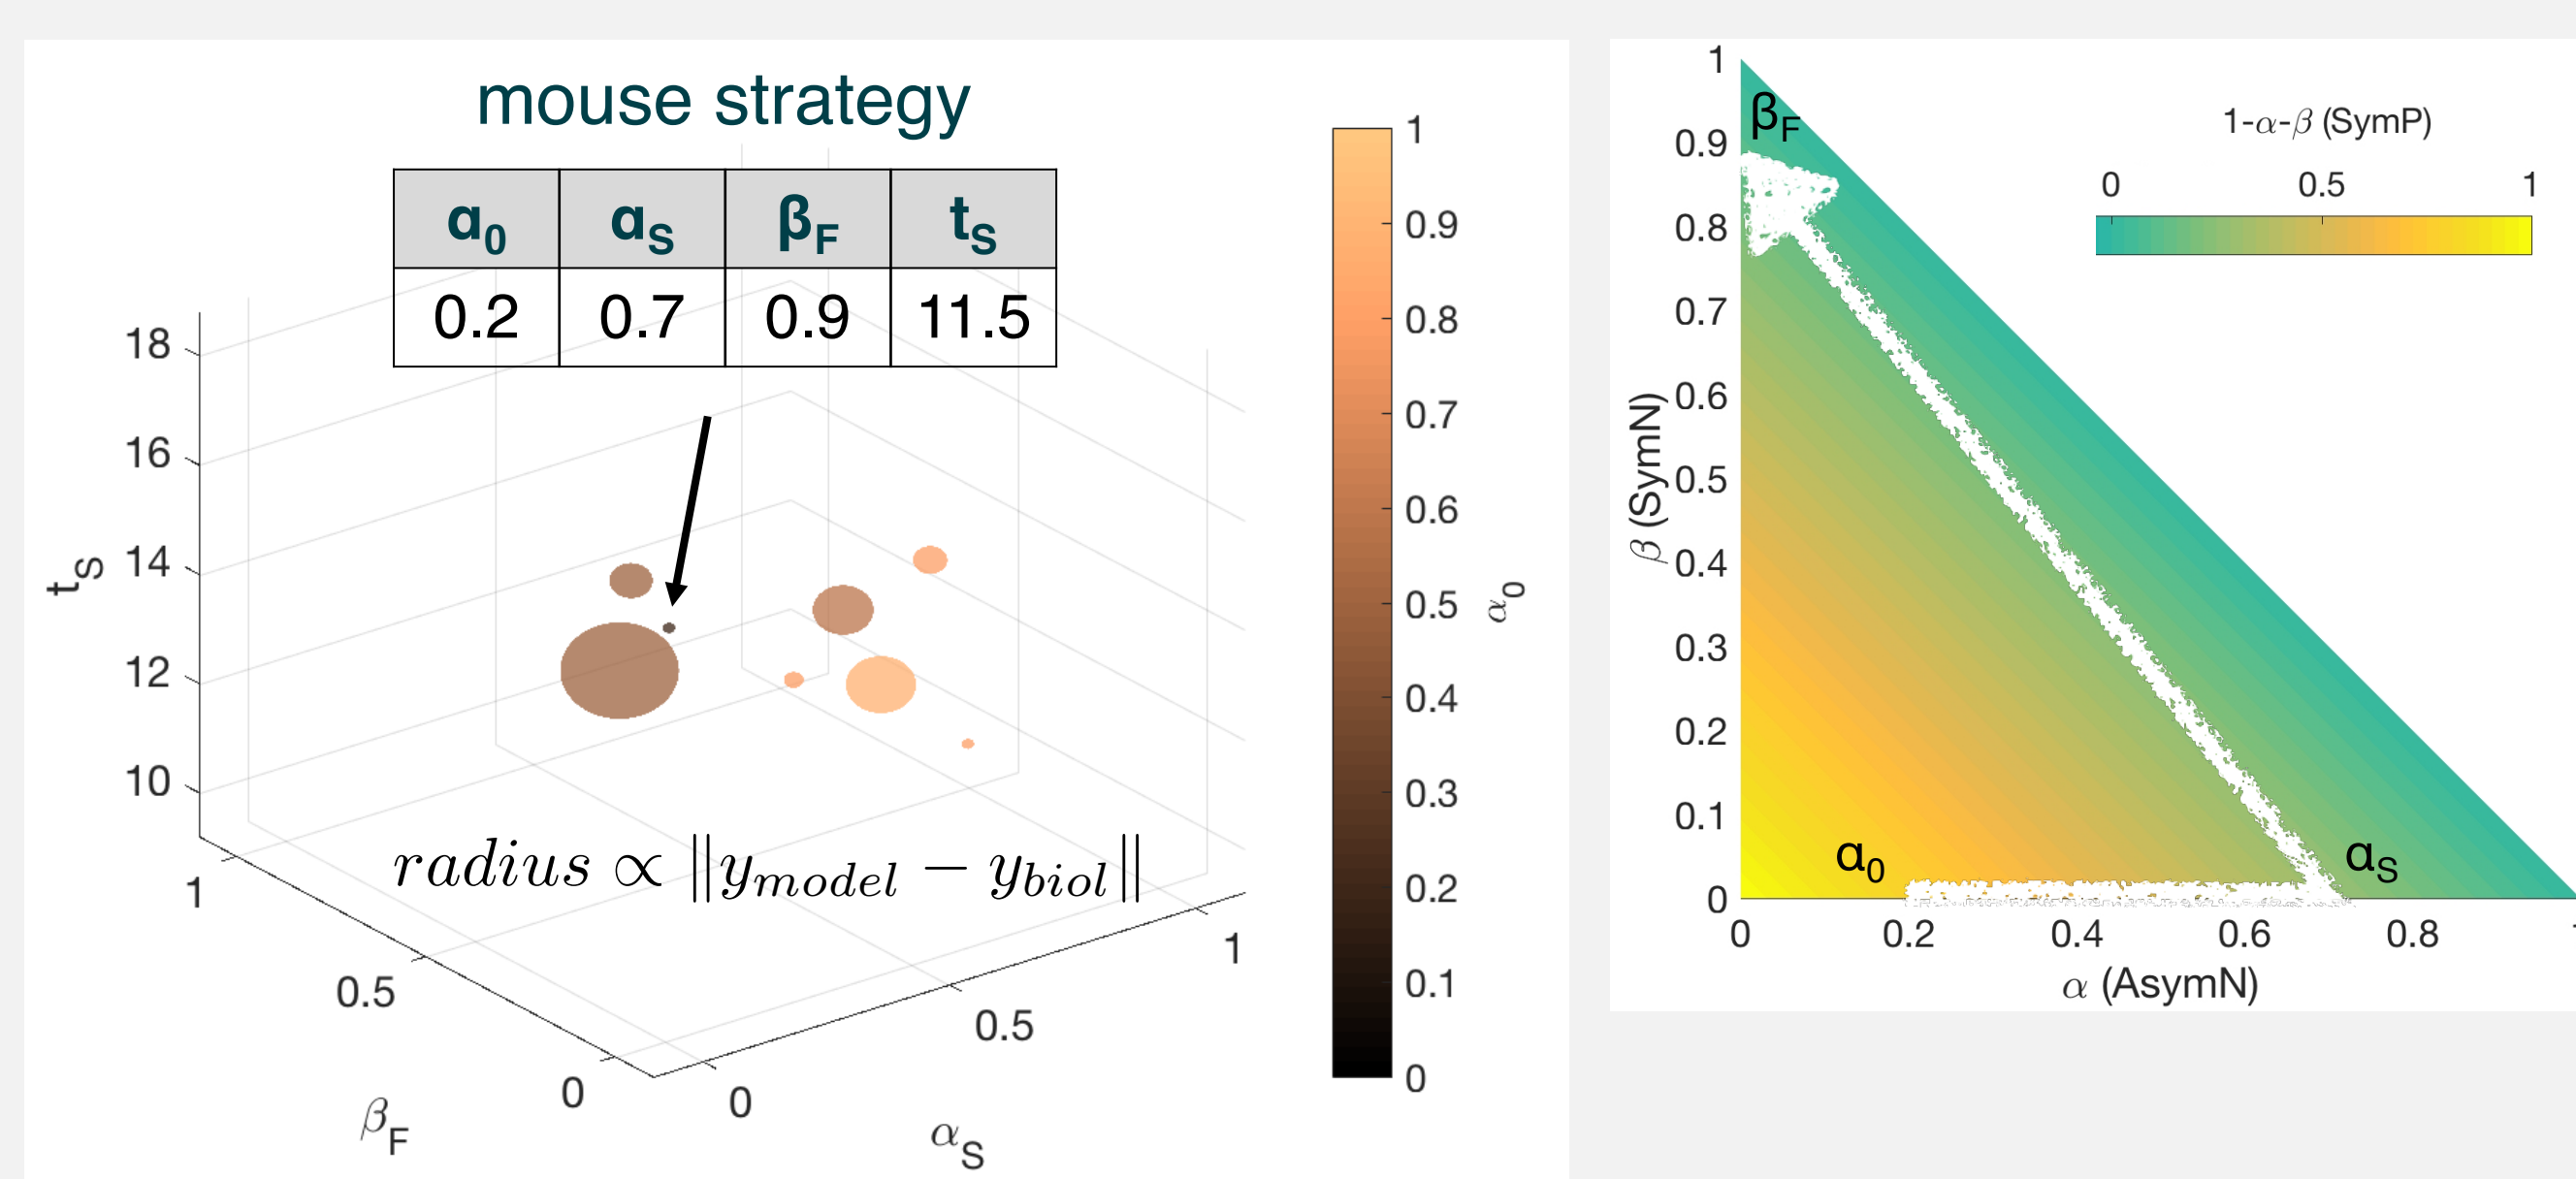 mouse strategy
α0 αS βF tS
0.2 0.7 0.9 11.5
18
16
14
12
10
tS
1
0.5
0
βF
0
0.5
1
αS
radius ∝ ‖ymodel − ybiol‖
1
0.9
0.8
0.7
0.6
0.5
0.4
0.3
0.2
0.1
0
α0
1
0.9
0.8
0.7
0.6
0.5
0.4
0.3
0.2
0.1
0
β (SymN)
βF
1-α-β (SymP)
0 0.5 1
α0 αS
0 0.2 0.4 0.6 0.8
α (AsymN)